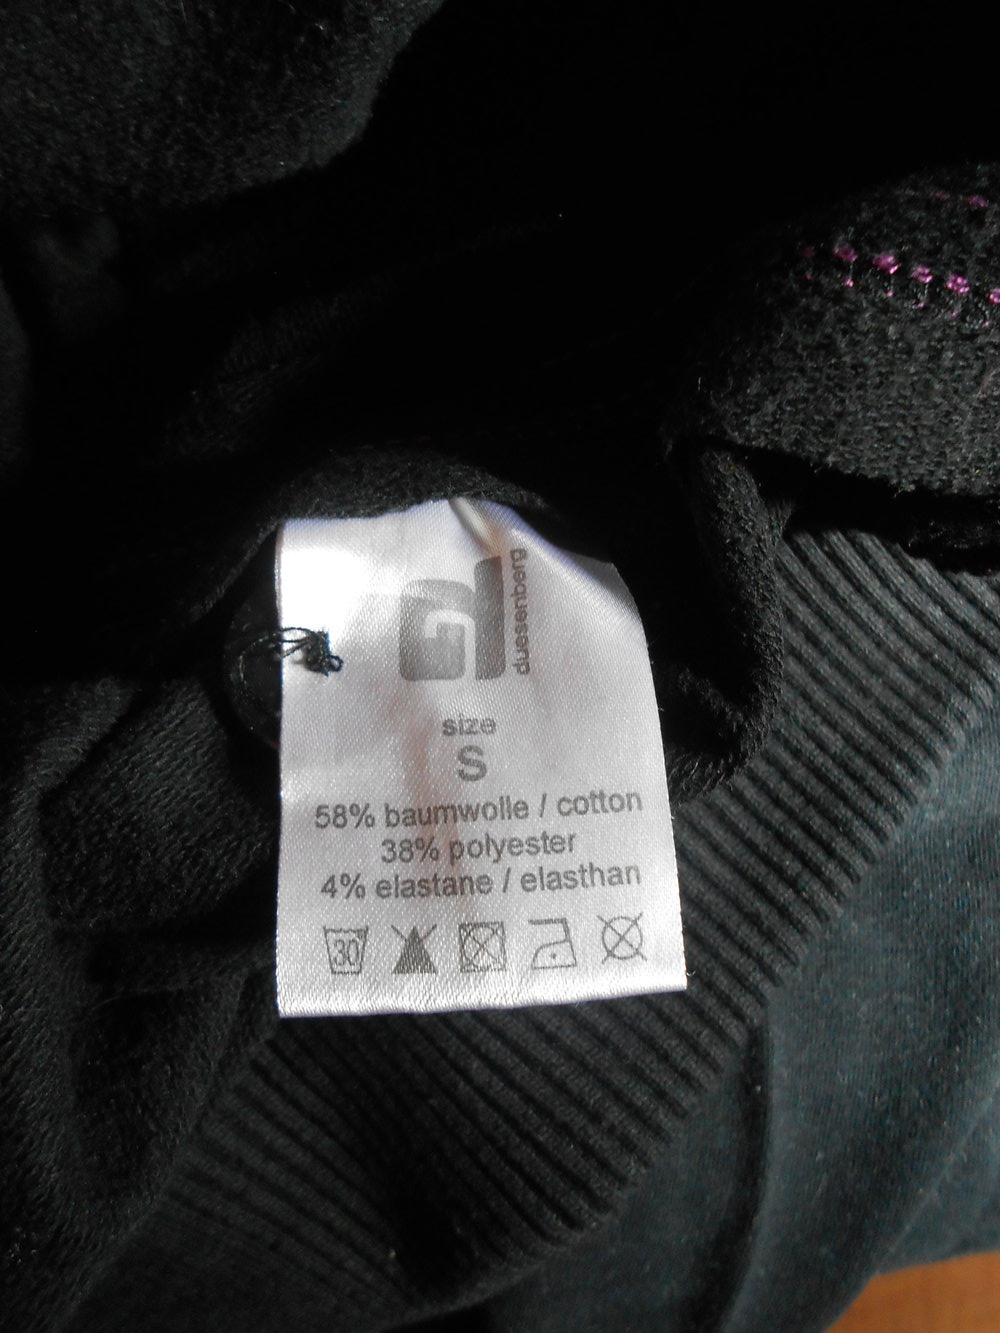 duesenberg
size
S
58% baumwolle / cotton
38% polyester
4% elastane / elasthan
30